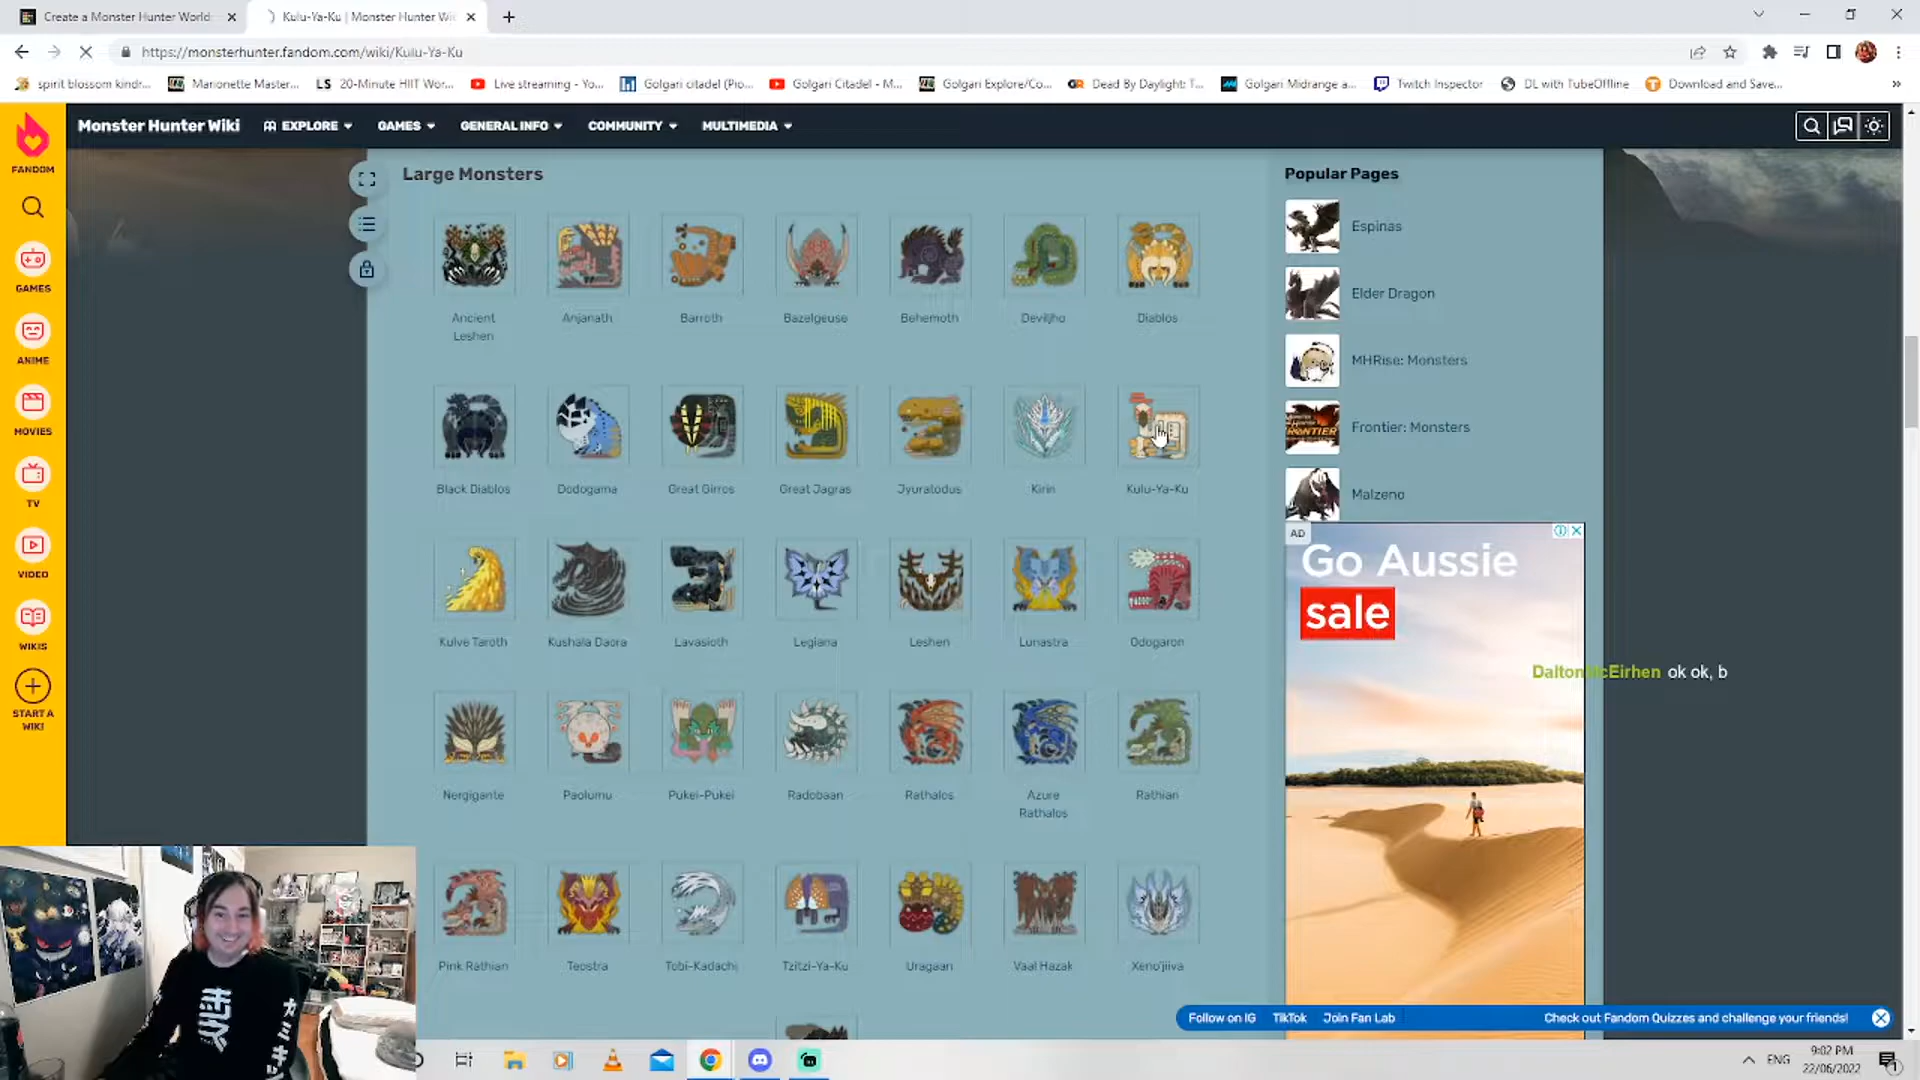 Create a Monster Hunter World
Kulu-Ya-Ku | Monster Hunter Wi
https://monsterhunter.fandom.com/wiki/Kulu-Ya-Ku
spirit blossom kindr...
Marionette Master...
LS 20-Minute HIIT Wor...
Live streaming - Yo...
Golgari citadel (Pio...
Golgari Citadel - M...
Golgari Explore/Co...
Dead By Daylight: T...
Golgari Midrange a...
Twitch Inspector
DL with TubeOffline
Download and Save...
Monster Hunter Wiki
EXPLORE
GAMES
GENERAL INFO
COMMUNITY
MULTIMEDIA
FANDOM
GAMES
ANIME
MOVIES
TV
VIDEO
WIKIS
START A
WIKI
Large Monsters
Ancient
Leshen
Anjanath
Barroth
Bazelgeuse
Behemoth
Deviljho
Diablos
Black Diablos
Dodogama
Great Girros
Great Jagras
Jyuratodus
Kirin
Kulu-Ya-Ku
Kulve Taroth
Kushala Daora
Lavasioth
Legiana
Leshen
Lunastra
Odogaron
Nergigante
Paolumu
Pukei-Pukei
Radobaan
Rathalos
Azure
Rathalos
Rathian
Pink Rathian
Teostra
Tobi-Kadachi
Tzitzi-Ya-Ku
Uragaan
Vaal Hazak
Xeno'jiiva
Popular Pages
Espinas
Elder Dragon
MHRise: Monsters
Frontier: Monsters
Malzeno
AD
Go Aussie
sale
DaltonMcEirhen ok ok, b
Follow on IG
TikTok
Join Fan Lab
Check out Fandom Quizzes and challenge your friends!
ENG
9:02 PM
22/06/2022